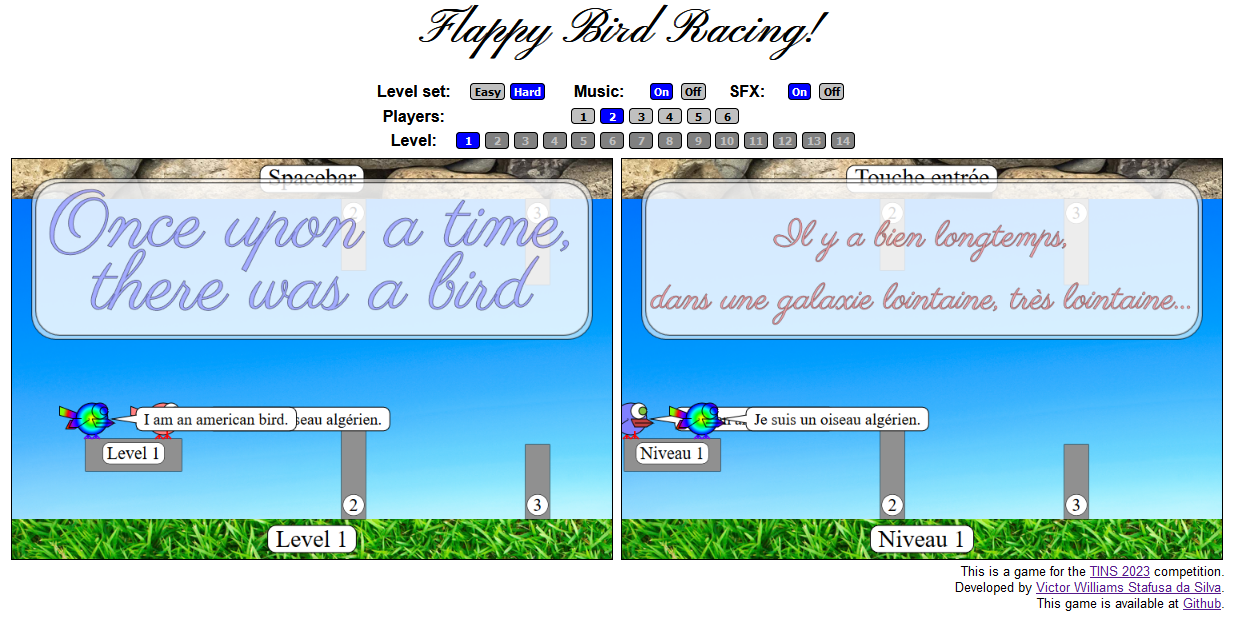 Flappy Bird Racing!
Level set: Easy Hard Music: On Off SFX: On Off
Players: 1 2 3 4 5 6
Level: 1 2 3 4 5 6 7 8 9 10 11 12 13 14
Spacebar
2 3
Once upon a time,
there was a bird
I am an american bird. seau algérien.
Level 1
2 3
Level 1
Touche entrée
2 3
Il y a bien longtemps,
dans une galaxie lointaine, très lointaine...
Je suis un oiseau algérien.
Niveau 1
2 3
Niveau 1
This is a game for the TINS 2023 competition.
Developed by Victor Williams Stafusa da Silva.
This game is available at Github.